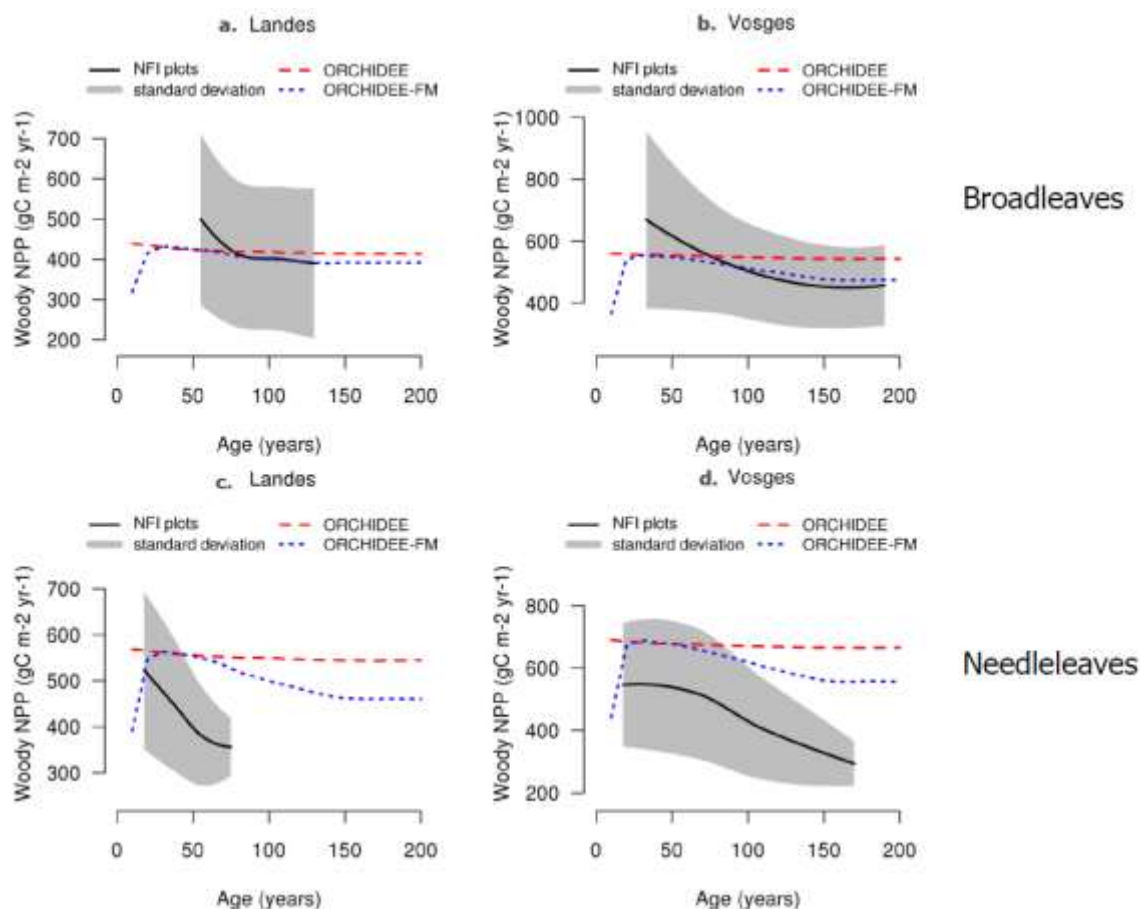 a. Landes
NFI plots
standard deviation
ORCHIDEE
ORCHIDEE-FM
Woody NPP (gC m-2 yr-1)
700
600
500
400
300
200
0 50 100 150 200
Age (years)
b. Vosges
NFI plots
standard deviation
ORCHIDEE
ORCHIDEE-FM
Woody NPP (gC m-2 yr-1)
1000
800
600
400
0 50 100 150 200
Age (years)
Broadleaves
c. Landes
NFI plots
standard deviation
ORCHIDEE
ORCHIDEE-FM
Woody NPP (gC m-2 yr-1)
700
600
500
400
300
0 50 100 150 200
Age (years)
d. Vosges
NFI plots
standard deviation
ORCHIDEE
ORCHIDEE-FM
Woody NPP (gC m-2 yr-1)
800
600
400
200
0 50 100 150 200
Age (years)
Needleleaves